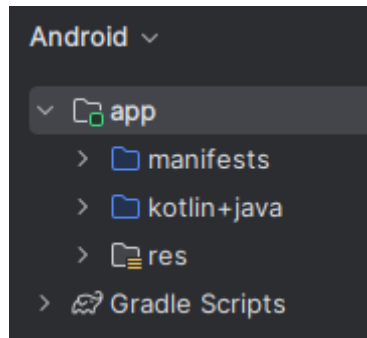 Android
app
manifests
kotlin+java
res
Gradle Scripts